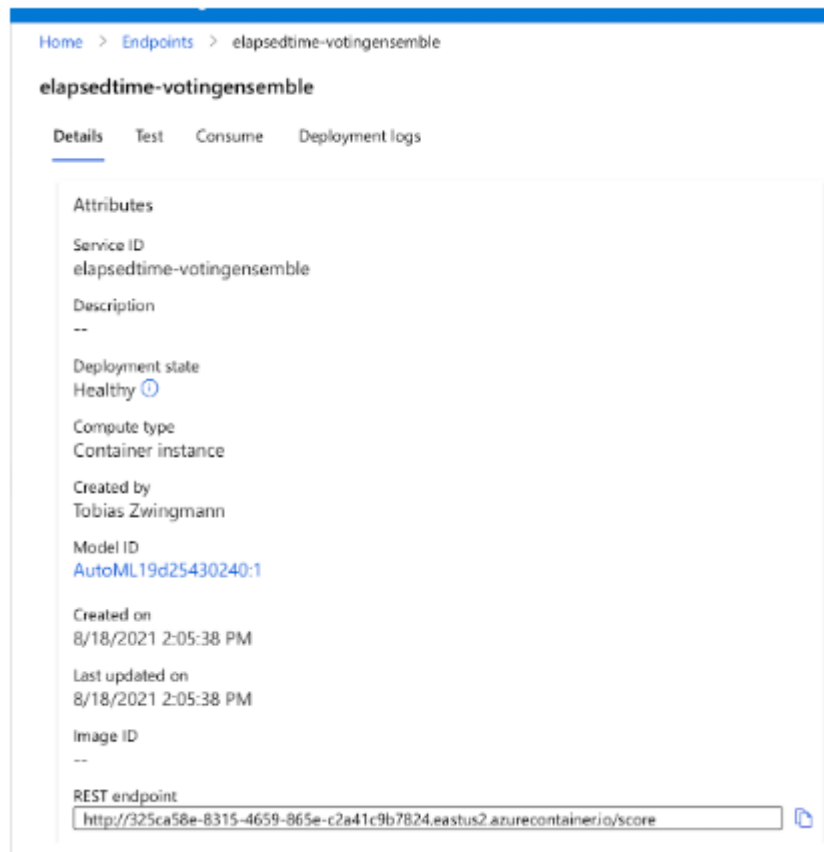 Home > Endpoints > elapsedtime-votingensemble
elapsedtime-votingensemble
Details Test Consume Deployment logs
Attributes
Service ID
elapsedtime-votingensemble
Description
--
Deployment state
Healthy
Compute type
Container instance
Created by
Tobias Zwingmann
Model ID
AutoML19d25430240:1
Created on
8/18/2021 2:05:38 PM
Last updated on
8/18/2021 2:05:38 PM
Image ID
--
REST endpoint
http://325ca58e-8315-4659-865e-c2a41c9b7824.eastus2.azurecontainer.io/score